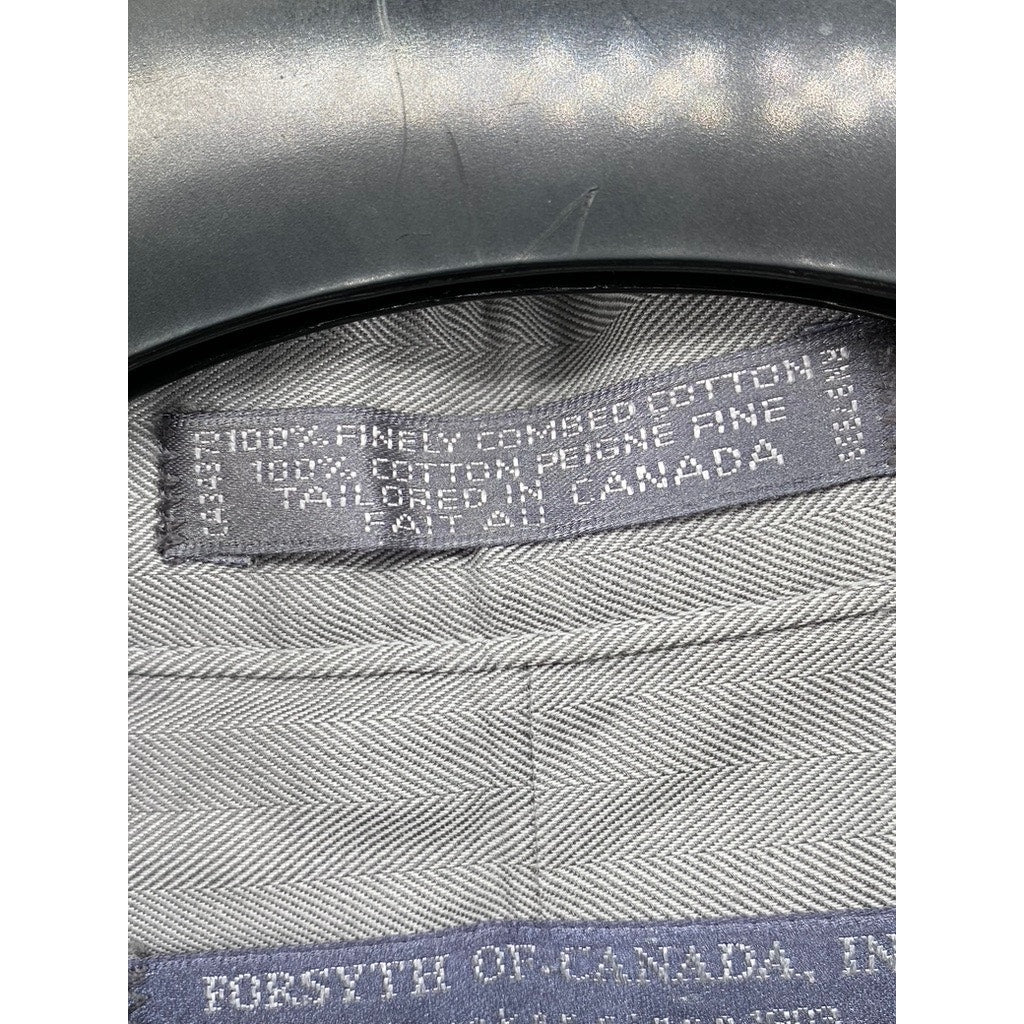 100% FINELY COMBED COTTON
100% COTTON PEIGNE FINE
TAILORED IN CANADA
FAIT AU
FORSYTH OF CANADA, IN